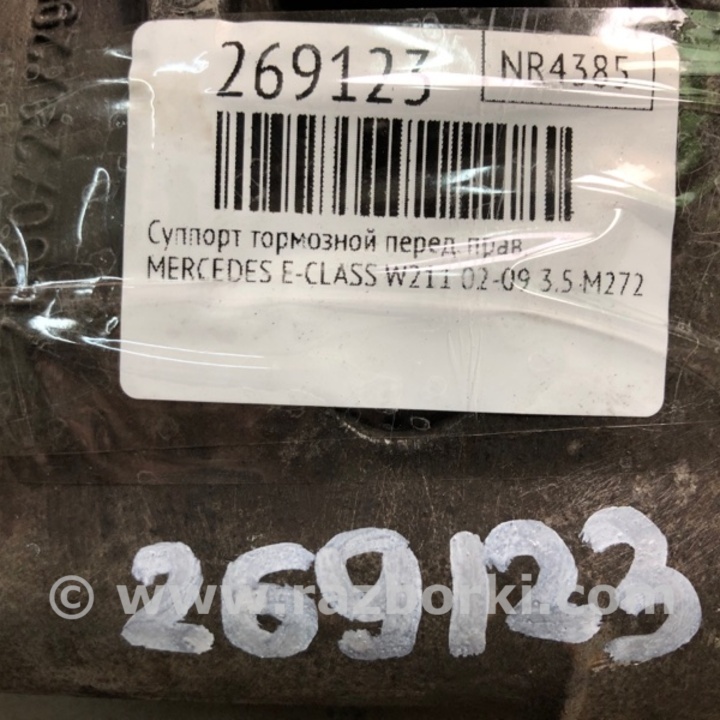 269123
NR4385
Суппорт тормозной перед. прав.
MERCEDES E-CLASS W211 02-09 3.5 M272
269123
© www.razborki.com